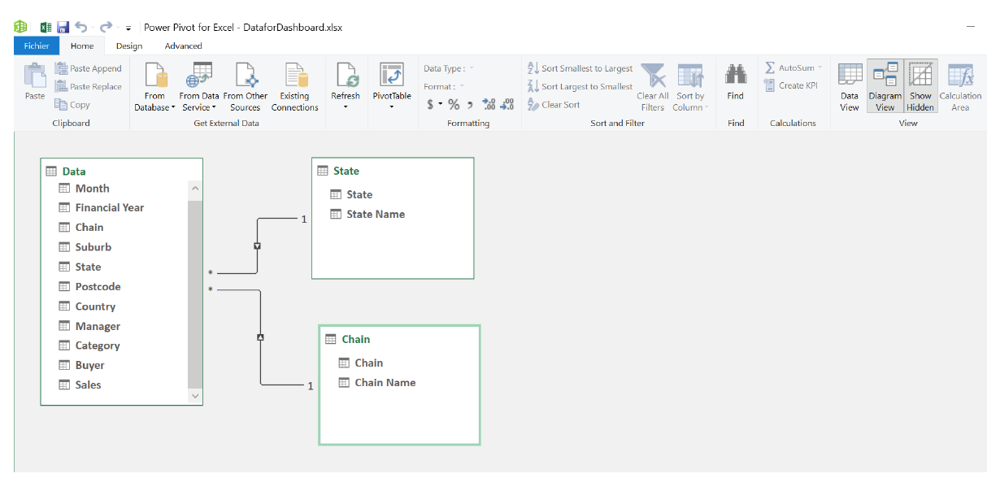 Power Pivot for Excel - DataforDashboard.xlsx
Fichier Home Design Advanced
Paste
Paste Append
Paste Replace
Copy
Clipboard
From Database
From Data Service
From Other Sources
Existing Connections
Get External Data
Refresh
PivotTable
Data Type :
Format :
$ % ,
.00 .00
Formatting
Sort Smallest to Largest
Sort Largest to Smallest
Clear Sort
Clear All Filters
Sort by Column
Sort and Filter
Find
Find
AutoSum
Create KPI
Calculations
Data View
Diagram View
Show Hidden
Calculation Area
View
Data
Month
Financial Year
Chain
Suburb
State
Postcode
Country
Manager
Category
Buyer
Sales
*
*
1
1
State
State
State Name
Chain
Chain
Chain Name